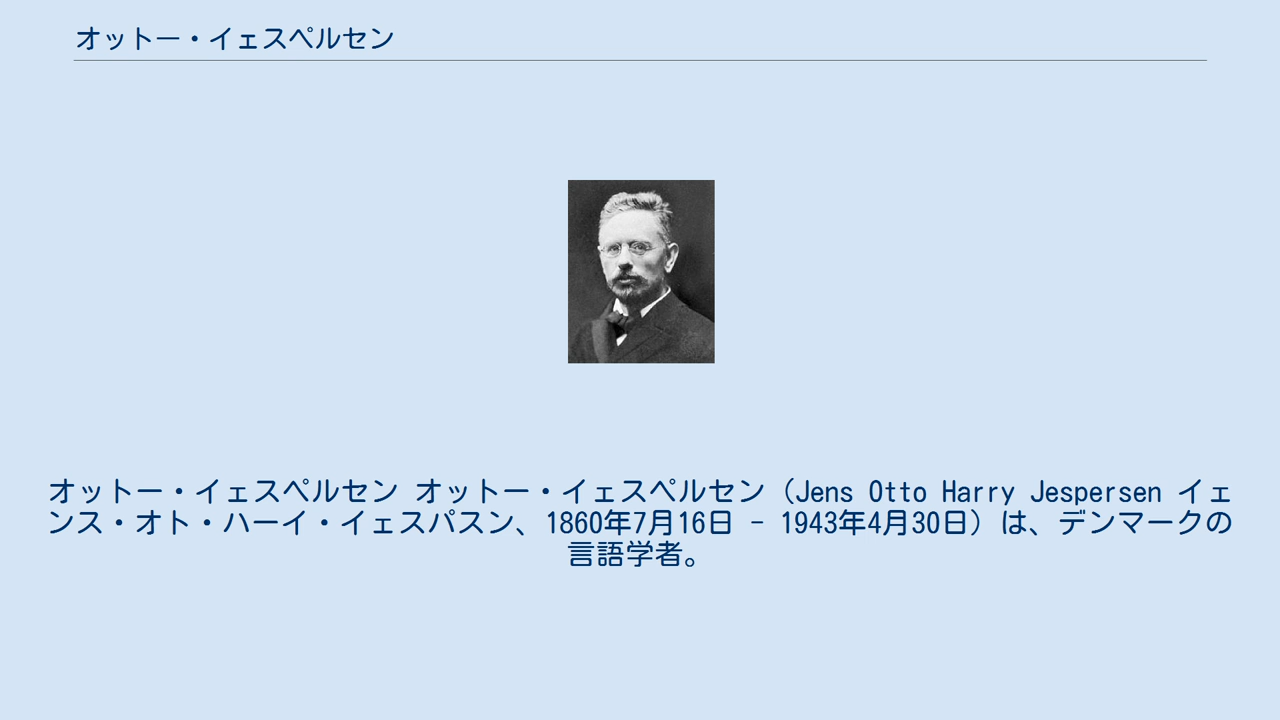 オットー・イェスペルセン
オットー・イェスペルセン オットー・イェスペルセン（Jens Otto Harry Jespersen イェ
ンス・オト・ハーイ・イェスパスン、1860年7月16日 - 1943年4月30日）は、デンマークの
言語学者。